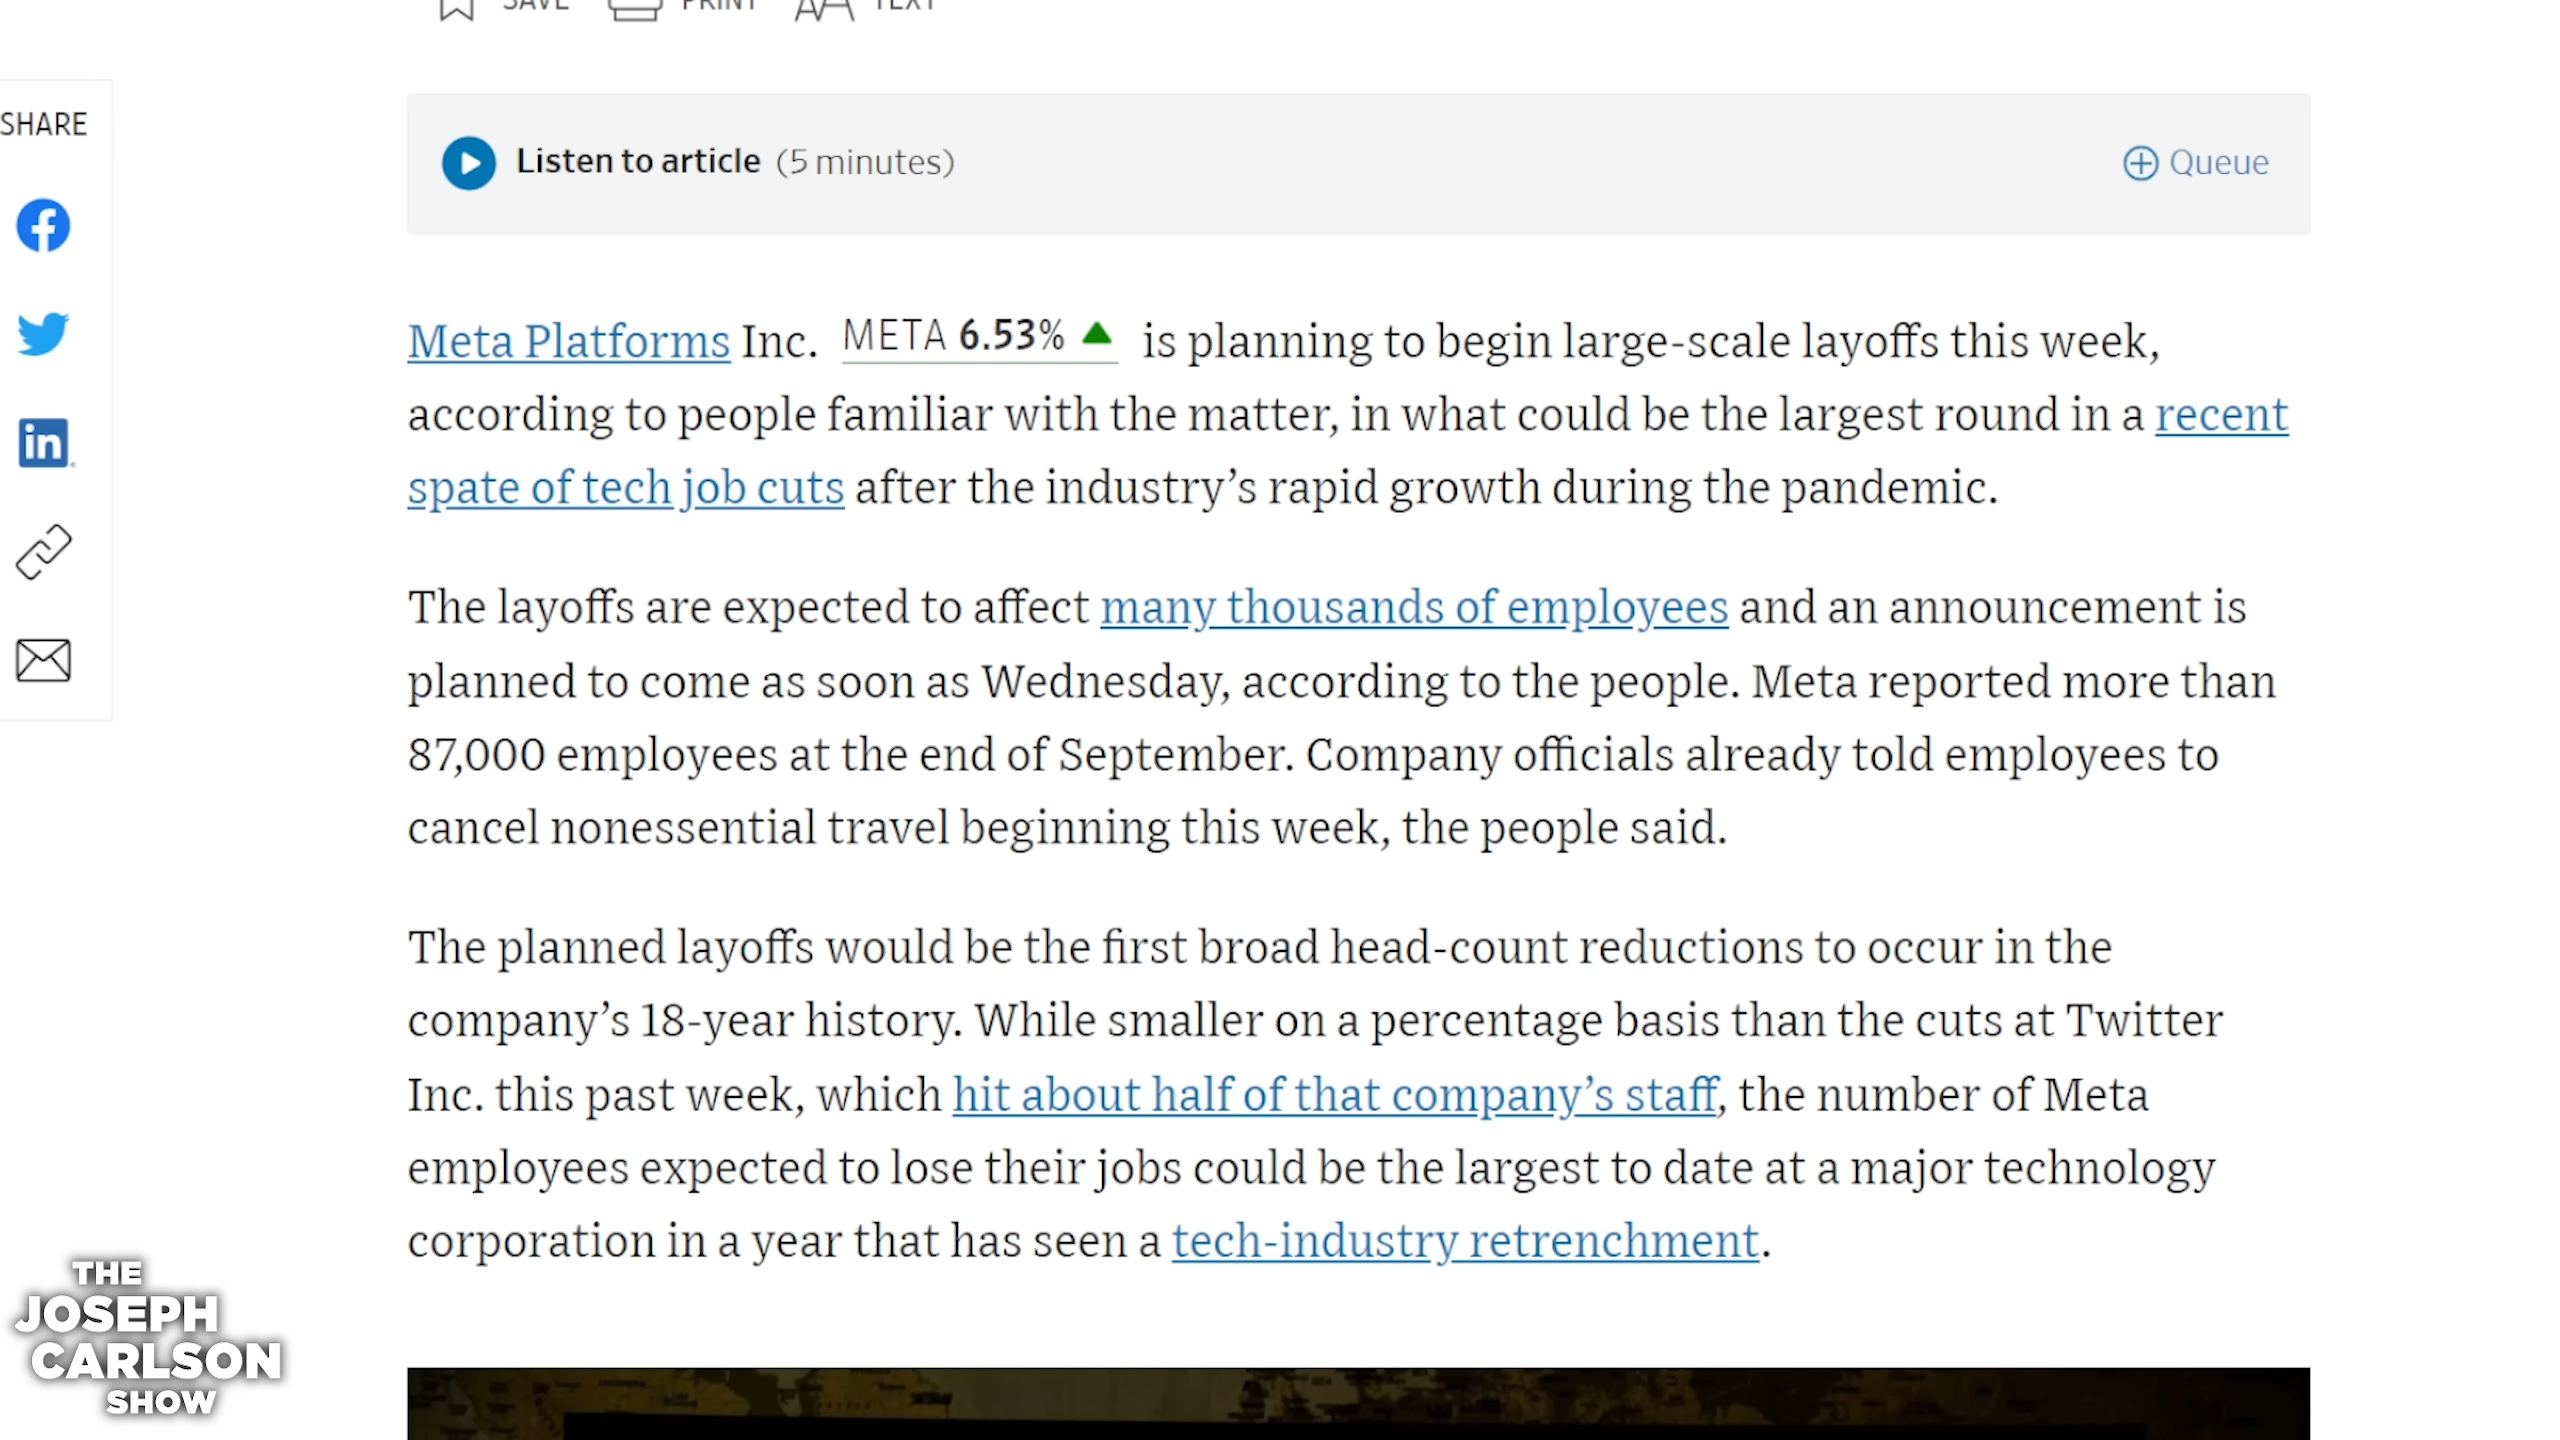 SAVE PRINT TEXT
SHARE
Listen to article (5 minutes)
Queue
in
Meta Platforms Inc. META 6.53% is planning to begin large-scale layoffs this week,
according to people familiar with the matter, in what could be the largest round in a recent
spate of tech job cuts after the industry’s rapid growth during the pandemic.
The layoffs are expected to affect many thousands of employees and an announcement is
planned to come as soon as Wednesday, according to the people. Meta reported more than
87,000 employees at the end of September. Company officials already told employees to
cancel nonessential travel beginning this week, the people said.
The planned layoffs would be the first broad head-count reductions to occur in the
company’s 18-year history. While smaller on a percentage basis than the cuts at Twitter
Inc. this past week, which hit about half of that company’s staff, the number of Meta
employees expected to lose their jobs could be the largest to date at a major technology
corporation in a year that has seen a tech-industry retrenchment.
THE
JOSEPH
CARLSON
SHOW